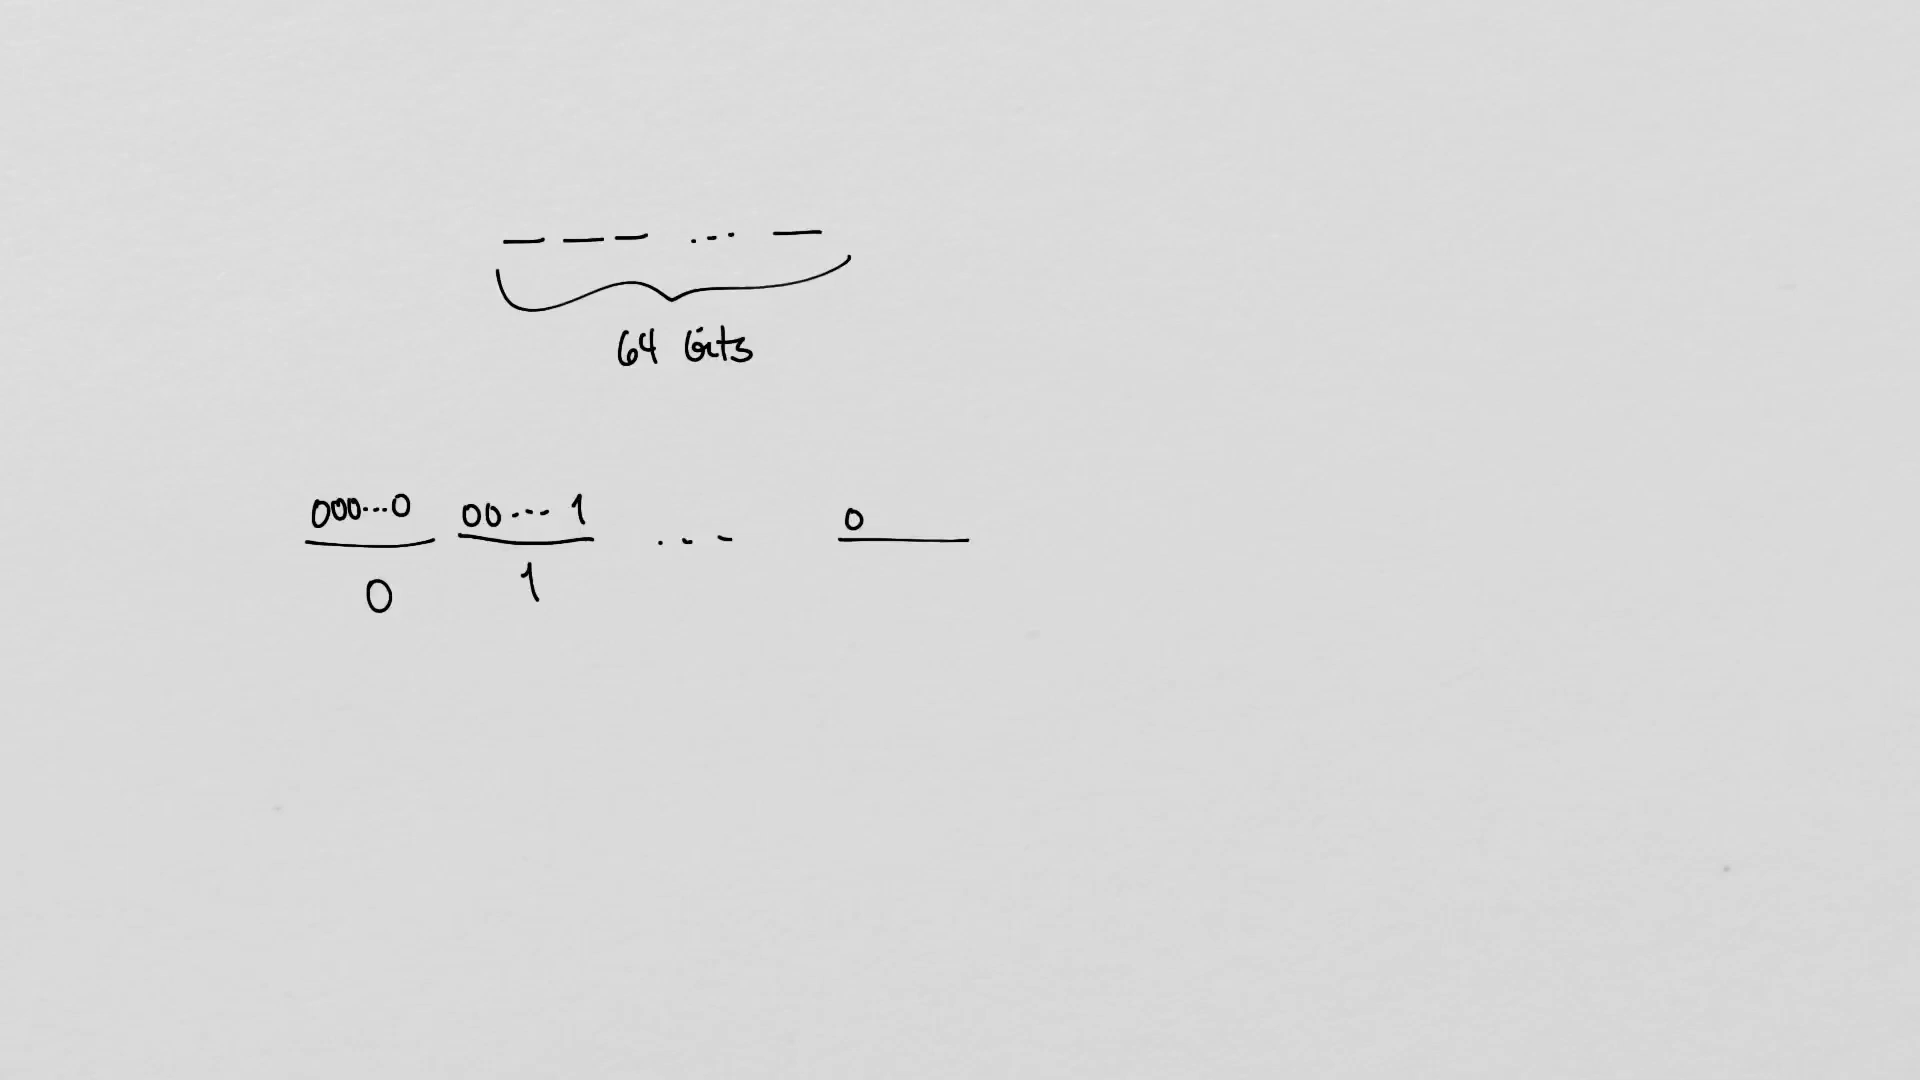 — — — ... —
64 bits
000...0 00...1 ... 0
0 1